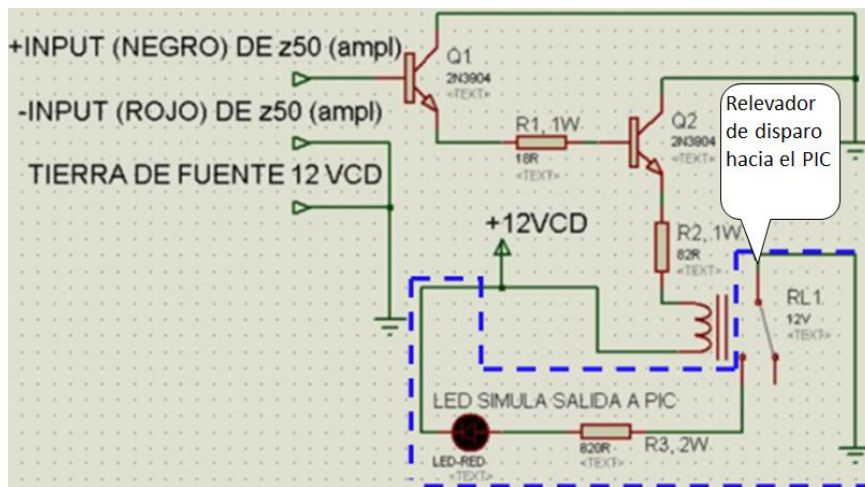 +INPUT (NEGRO) DE z50 (ampl)
Q1
2N3904
<TEXT>
-INPUT (ROJO) DE z50 (ampl)
R1, 1W
18R
<TEXT>
Q2
2N3904
<TEXT>
Relevador
de disparo
hacia el PIC
TIERRA DE FUENTE 12 VCD
+12VCD
R2, 1W
82R
<TEXT>
RL1
12V
<TEXT>
LED SIMULA SALIDA A PIC
LED-RED
<TEXT>
820R
<TEXT>
R3, 2W